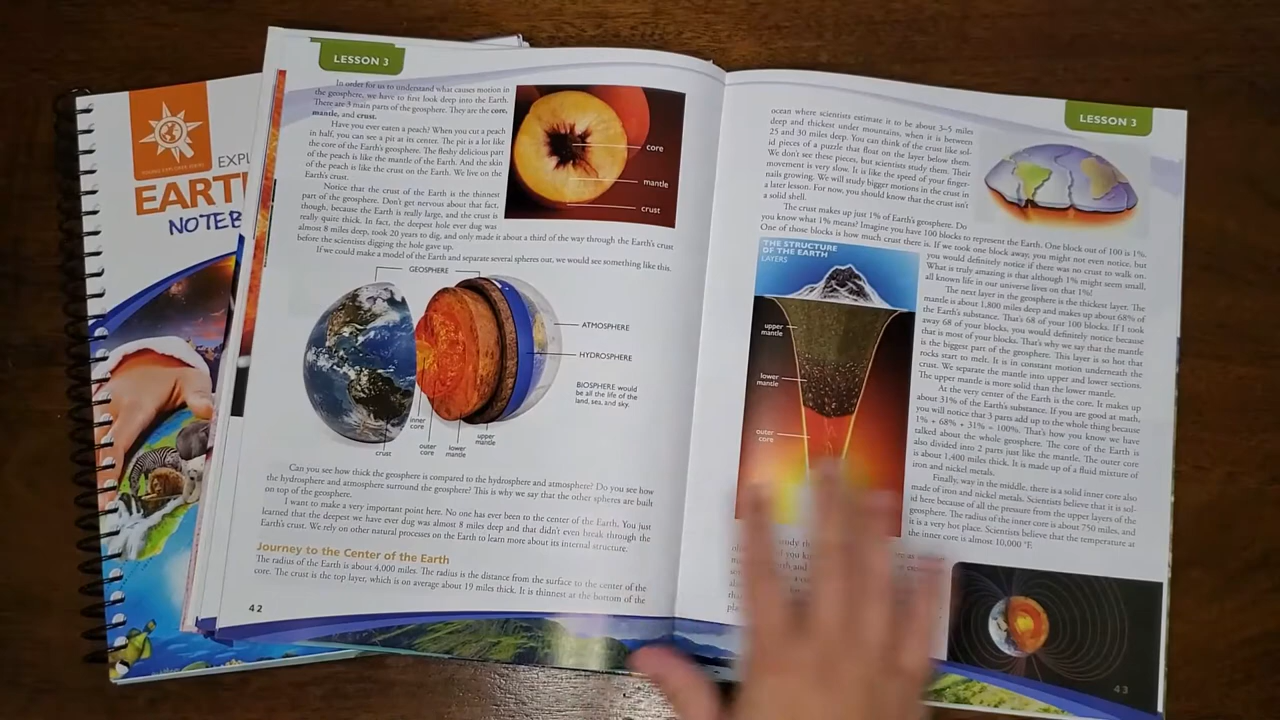 EXPL
EARTH
NOTEB
LESSON 3
In order for us to understand what causes motion in
the geosphere, we have to first look deep into the Earth.
There are 3 main parts of the geosphere. They are the core,
mantle, and crust.
Have you ever eaten a peach? When you cut a peach
in half, you can see a pit at its center. The pit is a lot like
the core of the Earth's geosphere. The fleshy delicious part
of the peach is like the mantle of the Earth. And the skin
of the peach is like the crust on the Earth. We live on the
Earth's crust.
Notice that the crust of the Earth is the thinnest
part of the geosphere. Don't get nervous about that fact,
though, because the Earth is really large, and the crust is
really quite thick. In fact, the deepest hole ever dug was
almost 8 miles deep, took 20 years to dig, and only made it about a third of the way through the Earth's crust
before the scientists digging the hole gave up.
If we could make a model of the Earth and separate several spheres out, we would see something like this.
core
mantle
crust
GEOSPHERE
ATMOSPHERE
HYDROSPHERE
BIOSPHERE would
be all the life of the
land, sea, and sky.
inner
core
outer
core
crust
lower
mantle
upper
mantle
Can you see how thick the geosphere is compared to the hydrosphere and atmosphere? Do you see how
the hydrosphere and atmosphere surround the geosphere? This is why we say that the other spheres are built
on top of the geosphere.
I want to make a very important point here. No one has ever been to the center of the Earth. You just
learned that the deepest we have ever dug was almost 8 miles deep and that didn't even break through the
Earth's crust. We rely on other natural processes on the Earth to learn more about its internal structure.
Journey to the Center of the Earth
The radius of the Earth is about 4,000 miles. The radius is the distance from the surface to the center of the
core. The crust is the top layer, which is on average about 19 miles thick. It is thinnest at the bottom of the
42
LESSON 3
ocean where scientists estimate it to be about 3–5 miles
deep and thickest under mountains, when it is between
25 and 30 miles deep. You can think of the crust like sol-
id pieces of a puzzle that float on the layer below them.
We don't see these pieces, but scientists study them. Their
movement is very slow. It is like the speed of your finger-
nails growing. We will study bigger motions in the crust in
a later lesson. For now, you should know that the crust isn't
a solid shell.
The crust makes up just 1% of Earth's geosphere. Do
you know what 1% means? Imagine you have 100 blocks to represent the Earth. One block out of 100 is 1%.
One of those blocks is how much crust there is. If we took one block away, you might not even notice, but
you would definitely notice if there was no crust to walk on.
What is truly amazing is that although 1% might seem small,
all known life in our universe lives on that 1%!
The next layer in the geosphere is the thickest layer. The
mantle is about 1,800 miles deep and makes up about 68% of
the Earth's substance. That's 68 of your 100 blocks. If I took
away 68 of your blocks, you would definitely notice because
that is most of your blocks. That's why we say that the mantle
is the biggest part of the geosphere. This layer is so hot that
rocks start to melt. It is in constant motion underneath the
crust. We separate the mantle into upper and lower sections.
The upper mantle is more solid than the lower mantle.
At the very center of the Earth is the core. It makes up
about 31% of the Earth's substance. If you are good at math,
you will notice that 3 parts add up to the whole thing because
1% + 68% + 31% = 100%. That's how you know we have
talked about the whole geosphere. The core of the Earth is
also divided into 2 parts just like the mantle. The outer core
is about 1,400 miles thick. It is made up of a fluid mixture of
iron and nickel metals.
Finally, way in the middle, there is a solid inner core also
made of iron and nickel metals. Scientists believe that it is sol-
id here because of all the pressure from the upper layers of the
geosphere. The radius of the inner core is about 750 miles, and
it is a very hot place. Scientists believe that the temperature at
the inner core is almost 10,000 °F.
THE STRUCTURE
OF THE EARTH
LAYERS
upper
mantle
lower
mantle
outer
core
43